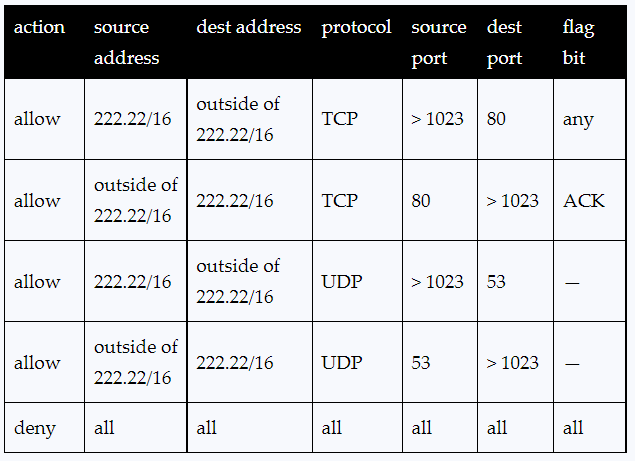 action source address dest address protocol source port dest port flag bit
allow 222.22/16 outside of 222.22/16 TCP > 1023 80 any
allow outside of 222.22/16 222.22/16 TCP 80 > 1023 ACK
allow 222.22/16 outside of 222.22/16 UDP > 1023 53 —
allow outside of 222.22/16 222.22/16 UDP 53 > 1023 —
deny all all all all all all